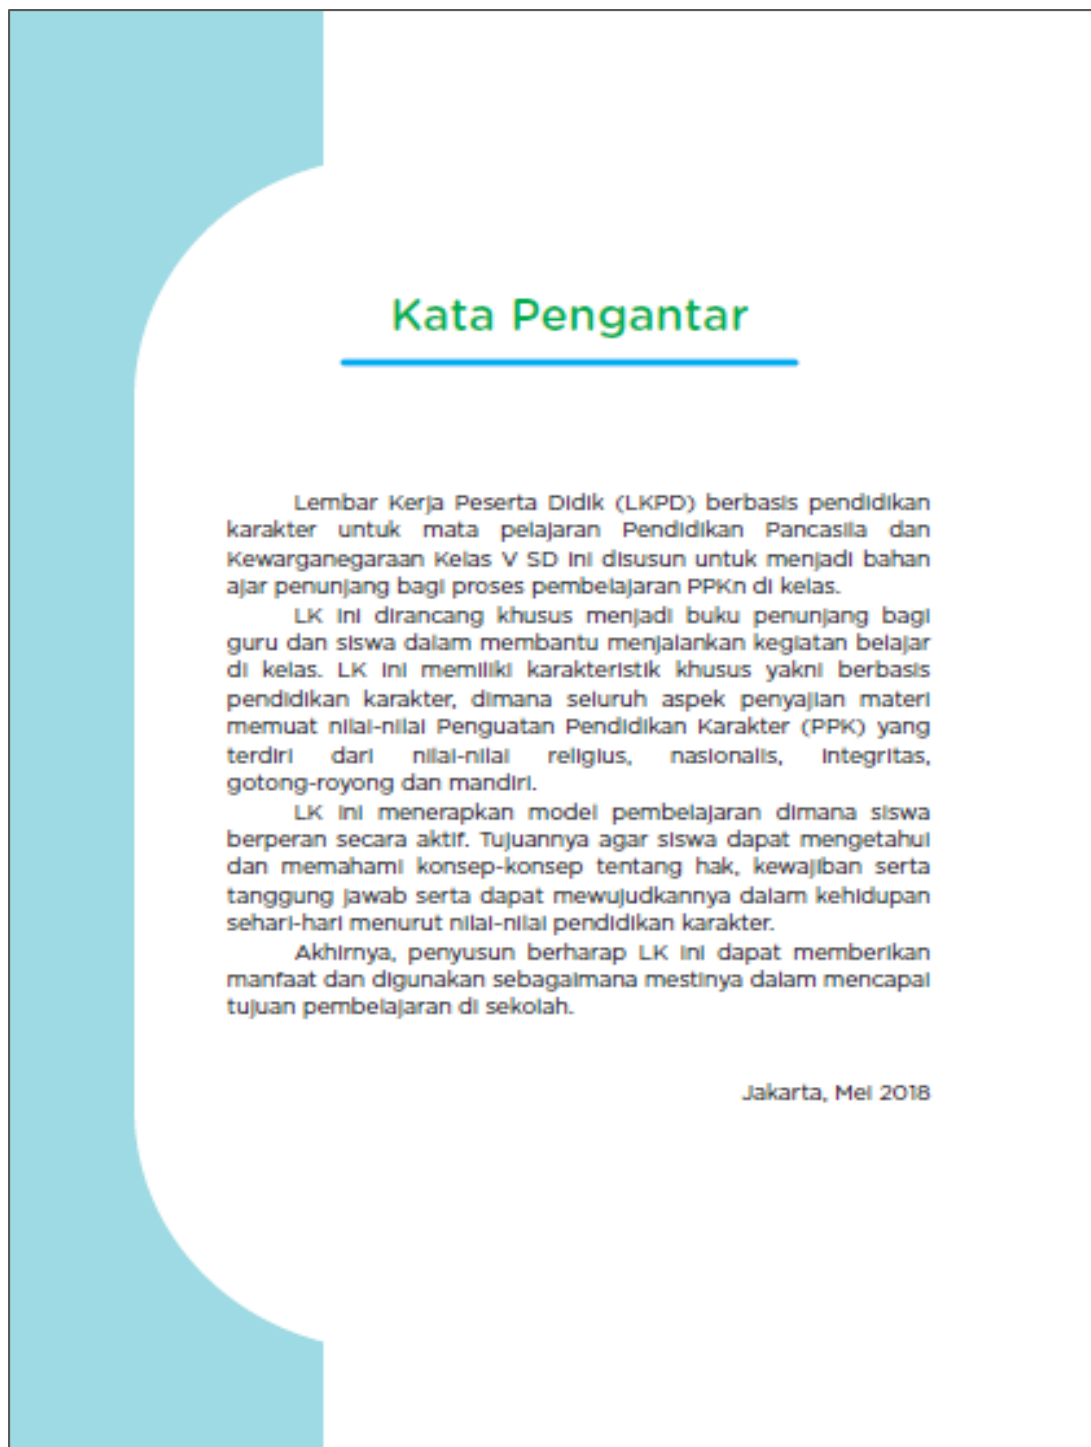 Kata Pengantar
Lembar Kerja Peserta Didik (LKPD) berbasis pendidikan
karakter untuk mata pelajaran Pendidikan Pancasila dan
Kewarganegaraan Kelas V SD ini disusun untuk menjadi bahan
ajar penunjang bagi proses pembelajaran PPKn di kelas.
LK ini dirancang khusus menjadi buku penunjang bagi
guru dan siswa dalam membantu menjalankan kegiatan belajar
di kelas. LK ini memiliki karakteristik khusus yakni berbasis
pendidikan karakter, dimana seluruh aspek penyajian materi
memuat nilai-nilai Penguatan Pendidikan Karakter (PPK) yang
terdiri dari nilai-nilai religius, nasionalis, integritas,
gotong-royong dan mandiri.
LK ini menerapkan model pembelajaran dimana siswa
berperan secara aktif. Tujuannya agar siswa dapat mengetahui
dan memahami konsep-konsep tentang hak, kewajiban serta
tanggung jawab serta dapat mewujudkannya dalam kehidupan
sehari-hari menurut nilai-nilai pendidikan karakter.
Akhirnya, penyusun berharap LK ini dapat memberikan
manfaat dan digunakan sebagaimana mestinya dalam mencapai
tujuan pembelajaran di sekolah.
Jakarta, Mei 2018